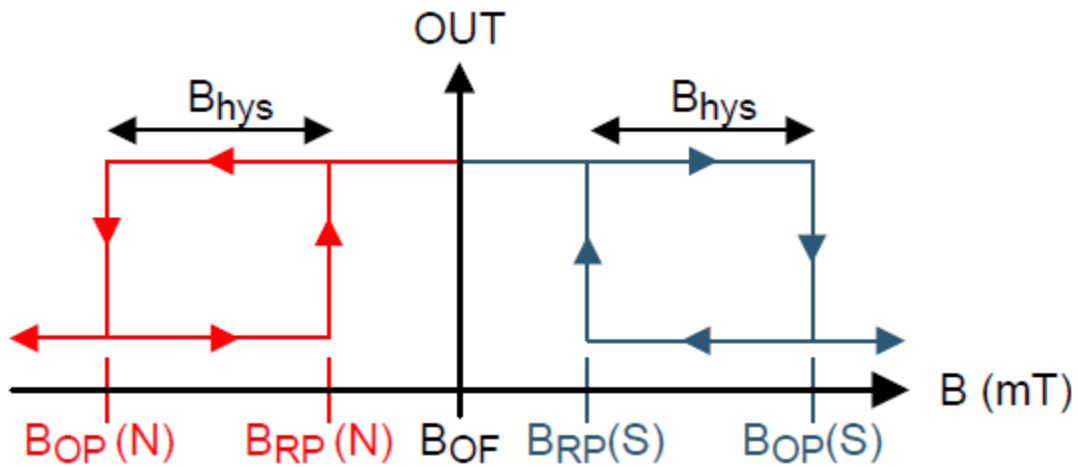 OUT
Bhys
Bhys
B (mT)
BOP (N)
BRP (N)
BOF
BRP(S)
BOP(S)